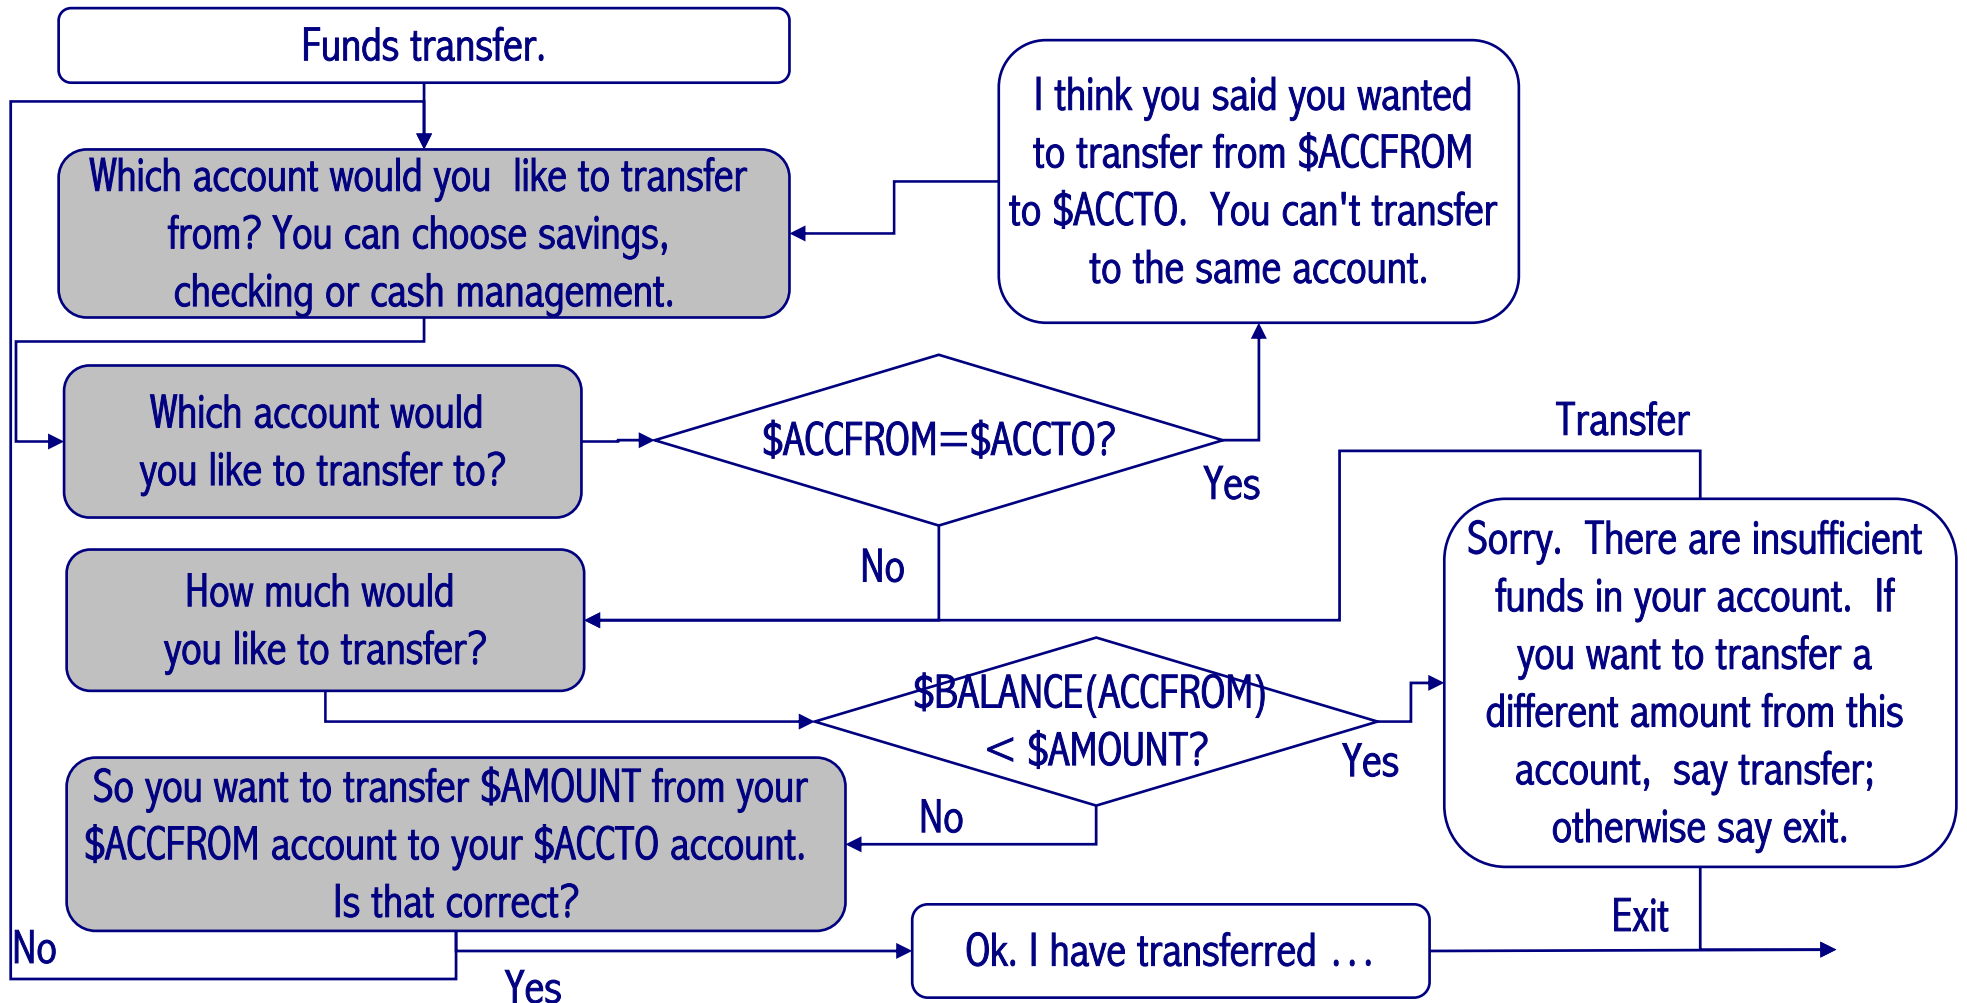 Funds transfer.
Which account would you  like to transfer
from? You can choose savings,
checking or cash management.
I think you said you wanted
to transfer from $ACCFROM
to $ACCTO.  You can't transfer
to the same account.
Which account would
you like to transfer to?
$ACCFROM=$ACCTO?
Yes
No
How much would
you like to transfer?
$BALANCE(ACCFROM)
< $AMOUNT?
Yes
No
Transfer
Sorry.  There are insufficient
funds in your account.  If
you want to transfer a
different amount from this
account,  say transfer;
otherwise say exit.
Exit
So you want to transfer $AMOUNT from your
$ACCFROM account to your $ACCTO account.
Is that correct?
No
Yes
Ok. I have transferred ...